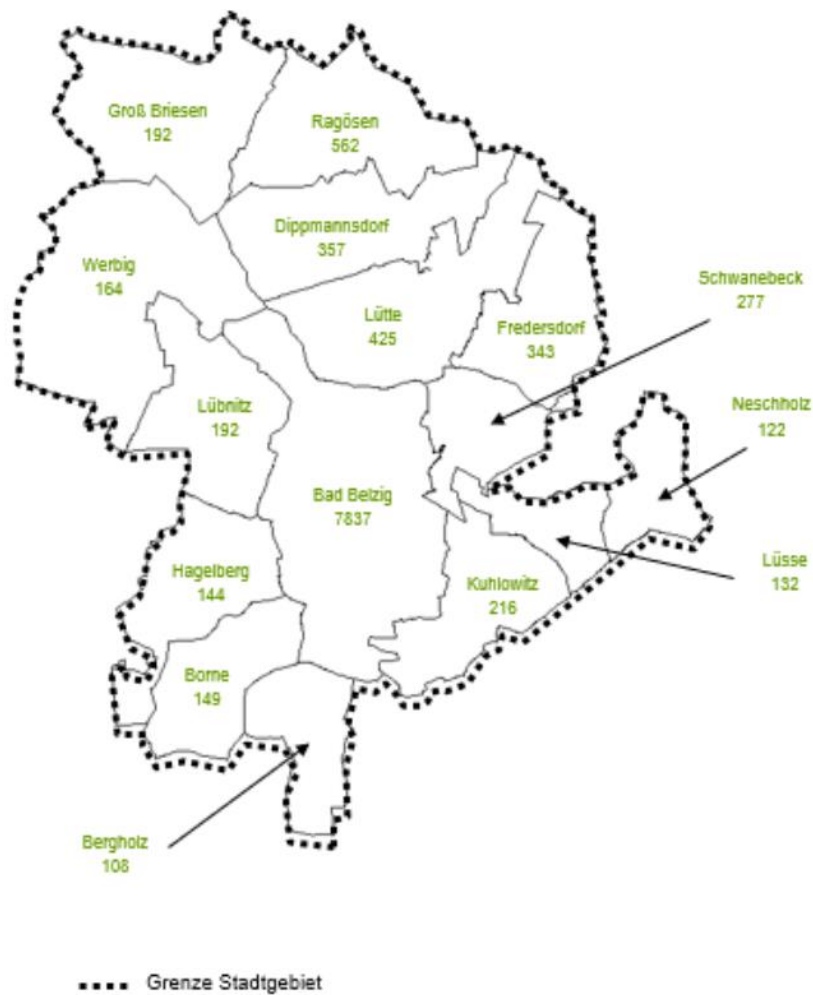 Groß Briesen
192
Ragösen
562
Dippmannsdorf
357
Werbig
164
Schwanebeck
277
Lütte
425
Fredersdorf
343
Lübnitz
192
Neschholz
122
Bad Belzig
7837
Lüsse
132
Hagelberg
144
Kuhlowitz
216
Borne
149
Bergholz
108
Grenze Stadtgebiet